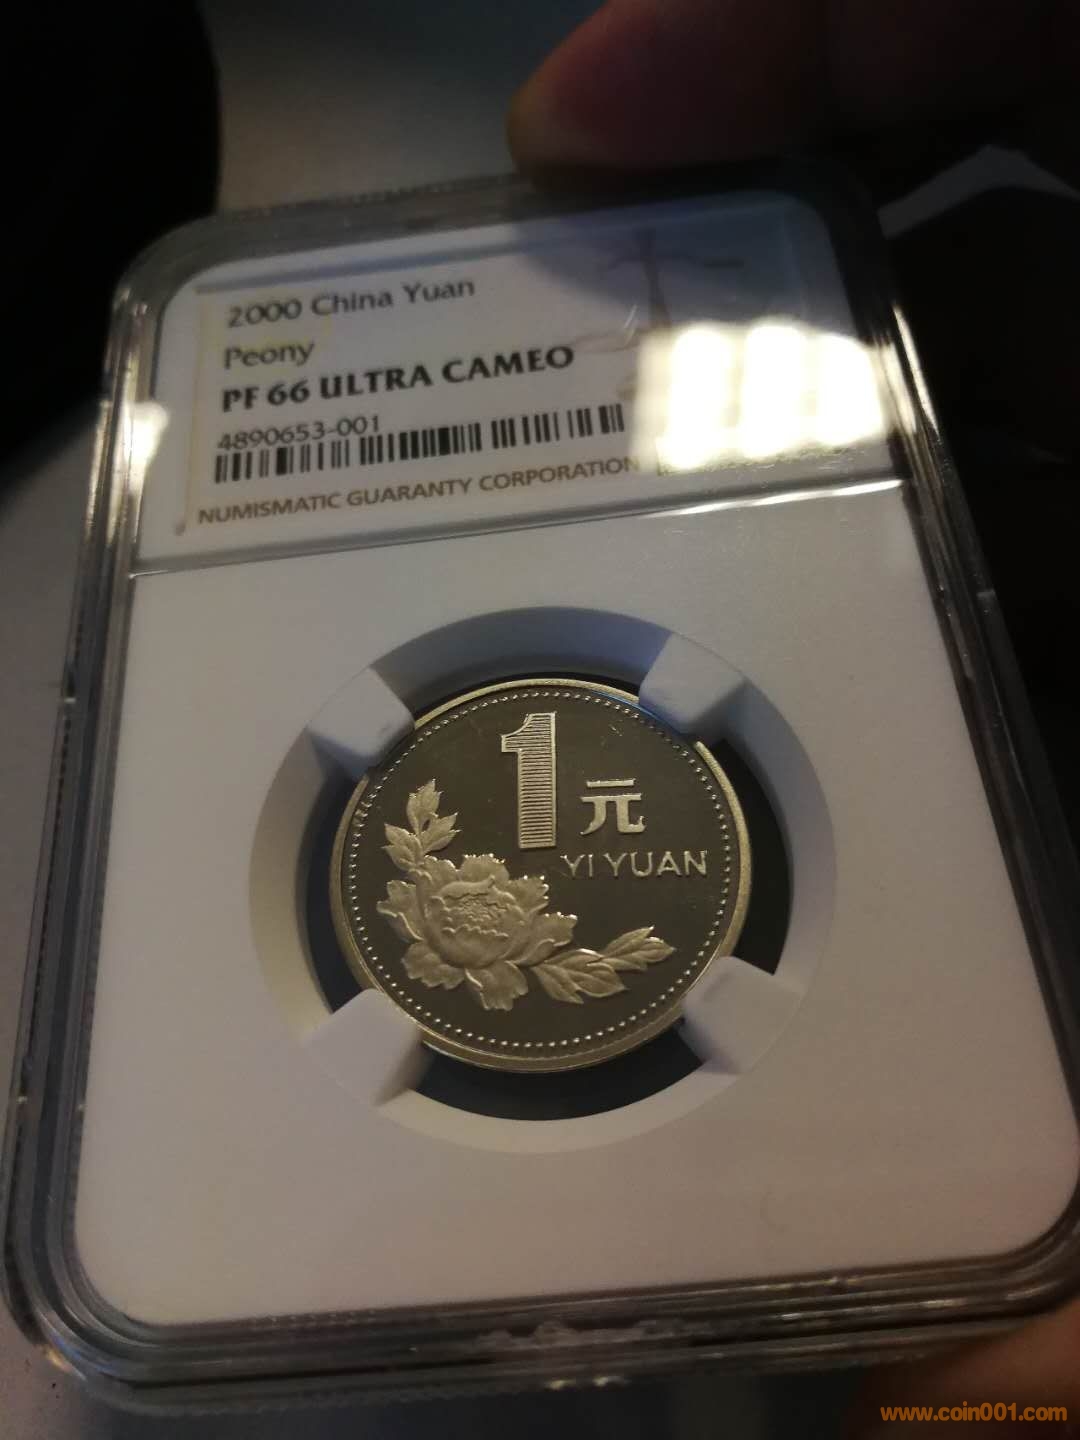 2000 China Yuan
Peony
PF 66 ULTRA CAMEO
4890653-001
NUMISMATIC GUARANTY CORPORATION
1元
YI YUAN
www.coin001.com